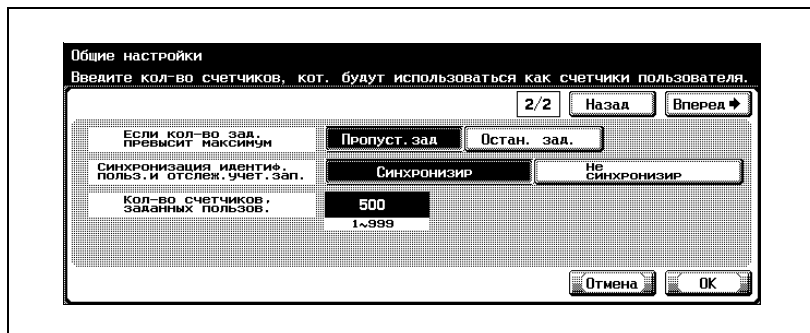 Общие настройки
Введите кол-во счетчиков, кот. будут использоваться как счетчики пользователя.
2/2 Назад Вперед
Если кол-во зад.
превысит максимум
Пропуст.зад Остан. зад.
Синхронизация идентиф.
польз.и отслеж.учет.зап.
Синхронизир
Не
синхронизир
Кол-во счетчиков,
заданных пользов.
500
1~999
Отмена OK